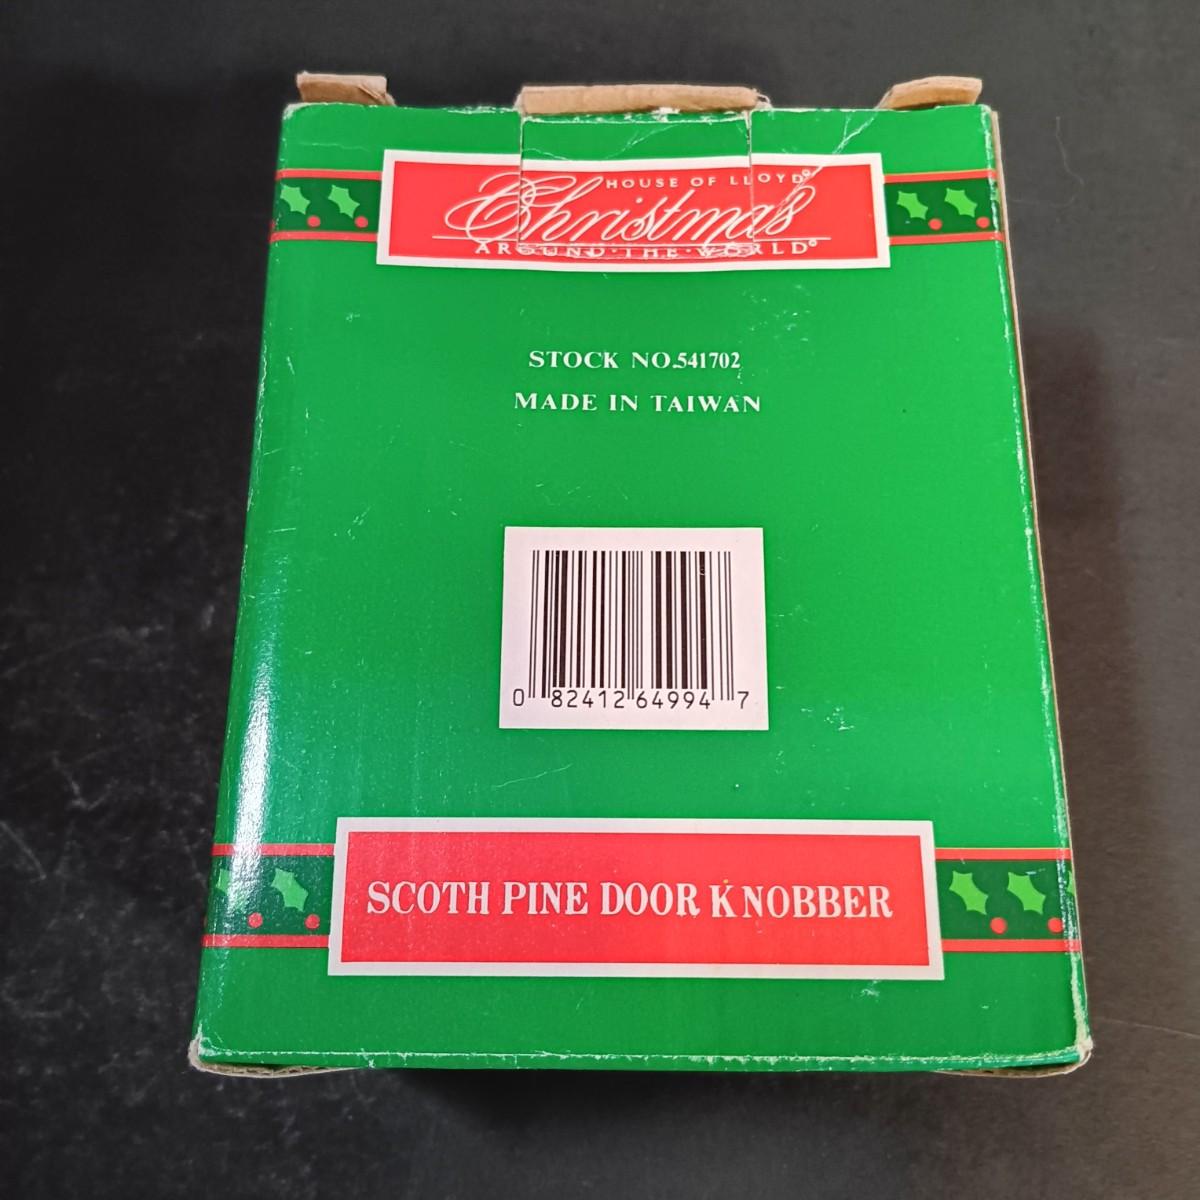 HOUSE OF LLOYD®
Christmas
AROUND·THE·WORLD®
STOCK NO.541702
MADE IN TAIWAN
0 82412 64994 7
SCOTH PINE DOOR KNOBBER